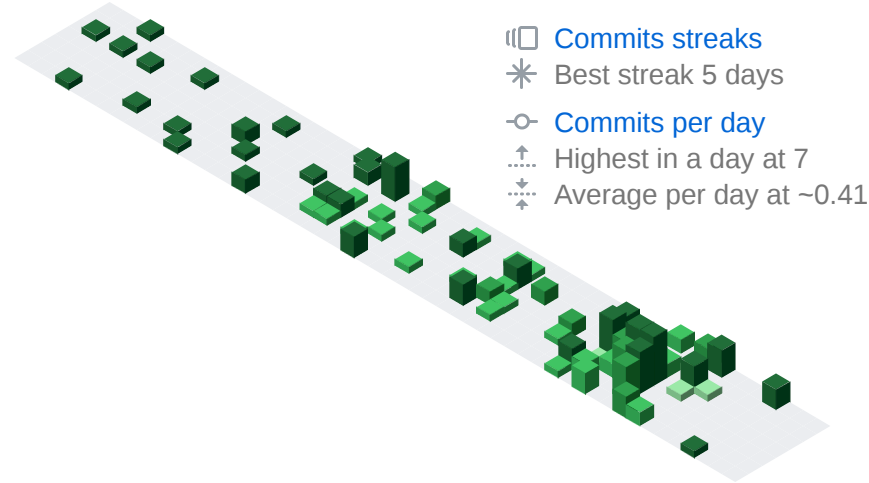 Commits streaks
Best streak 5 days
Commits per day
Highest in a day at 7
Average per day at ~0.41